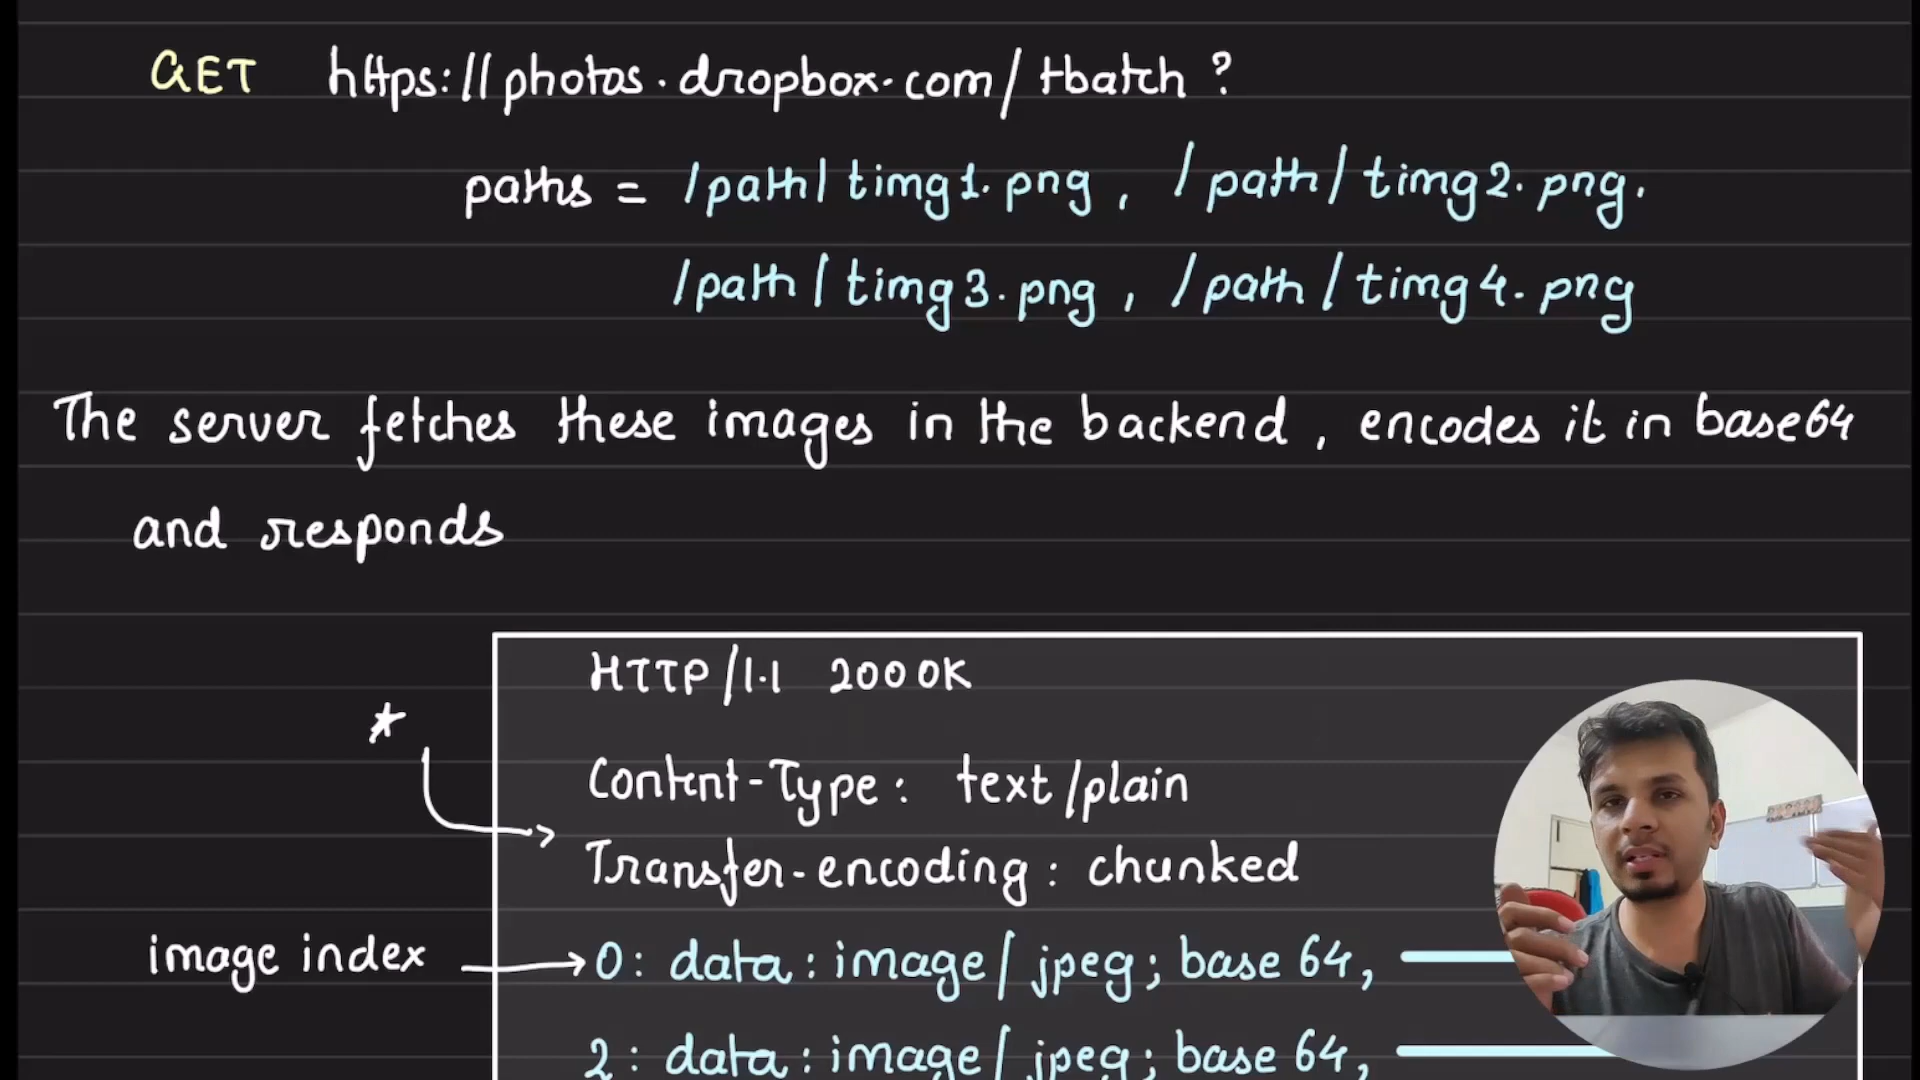 GET https://photos.dropbox.com/tbatch?
paths = /path/timg1.png, /path/timg2.png.
/path/timg3.png, /path/timg4.png
The server fetches these images in the backend, encodes it in base64
and responds
HTTP/1.1 200 OK
*
Content-Type: text/plain
Transfer-encoding: chunked
image index → 0: data: image/jpeg; base 64,
2: data: image/jpeg; base 64,